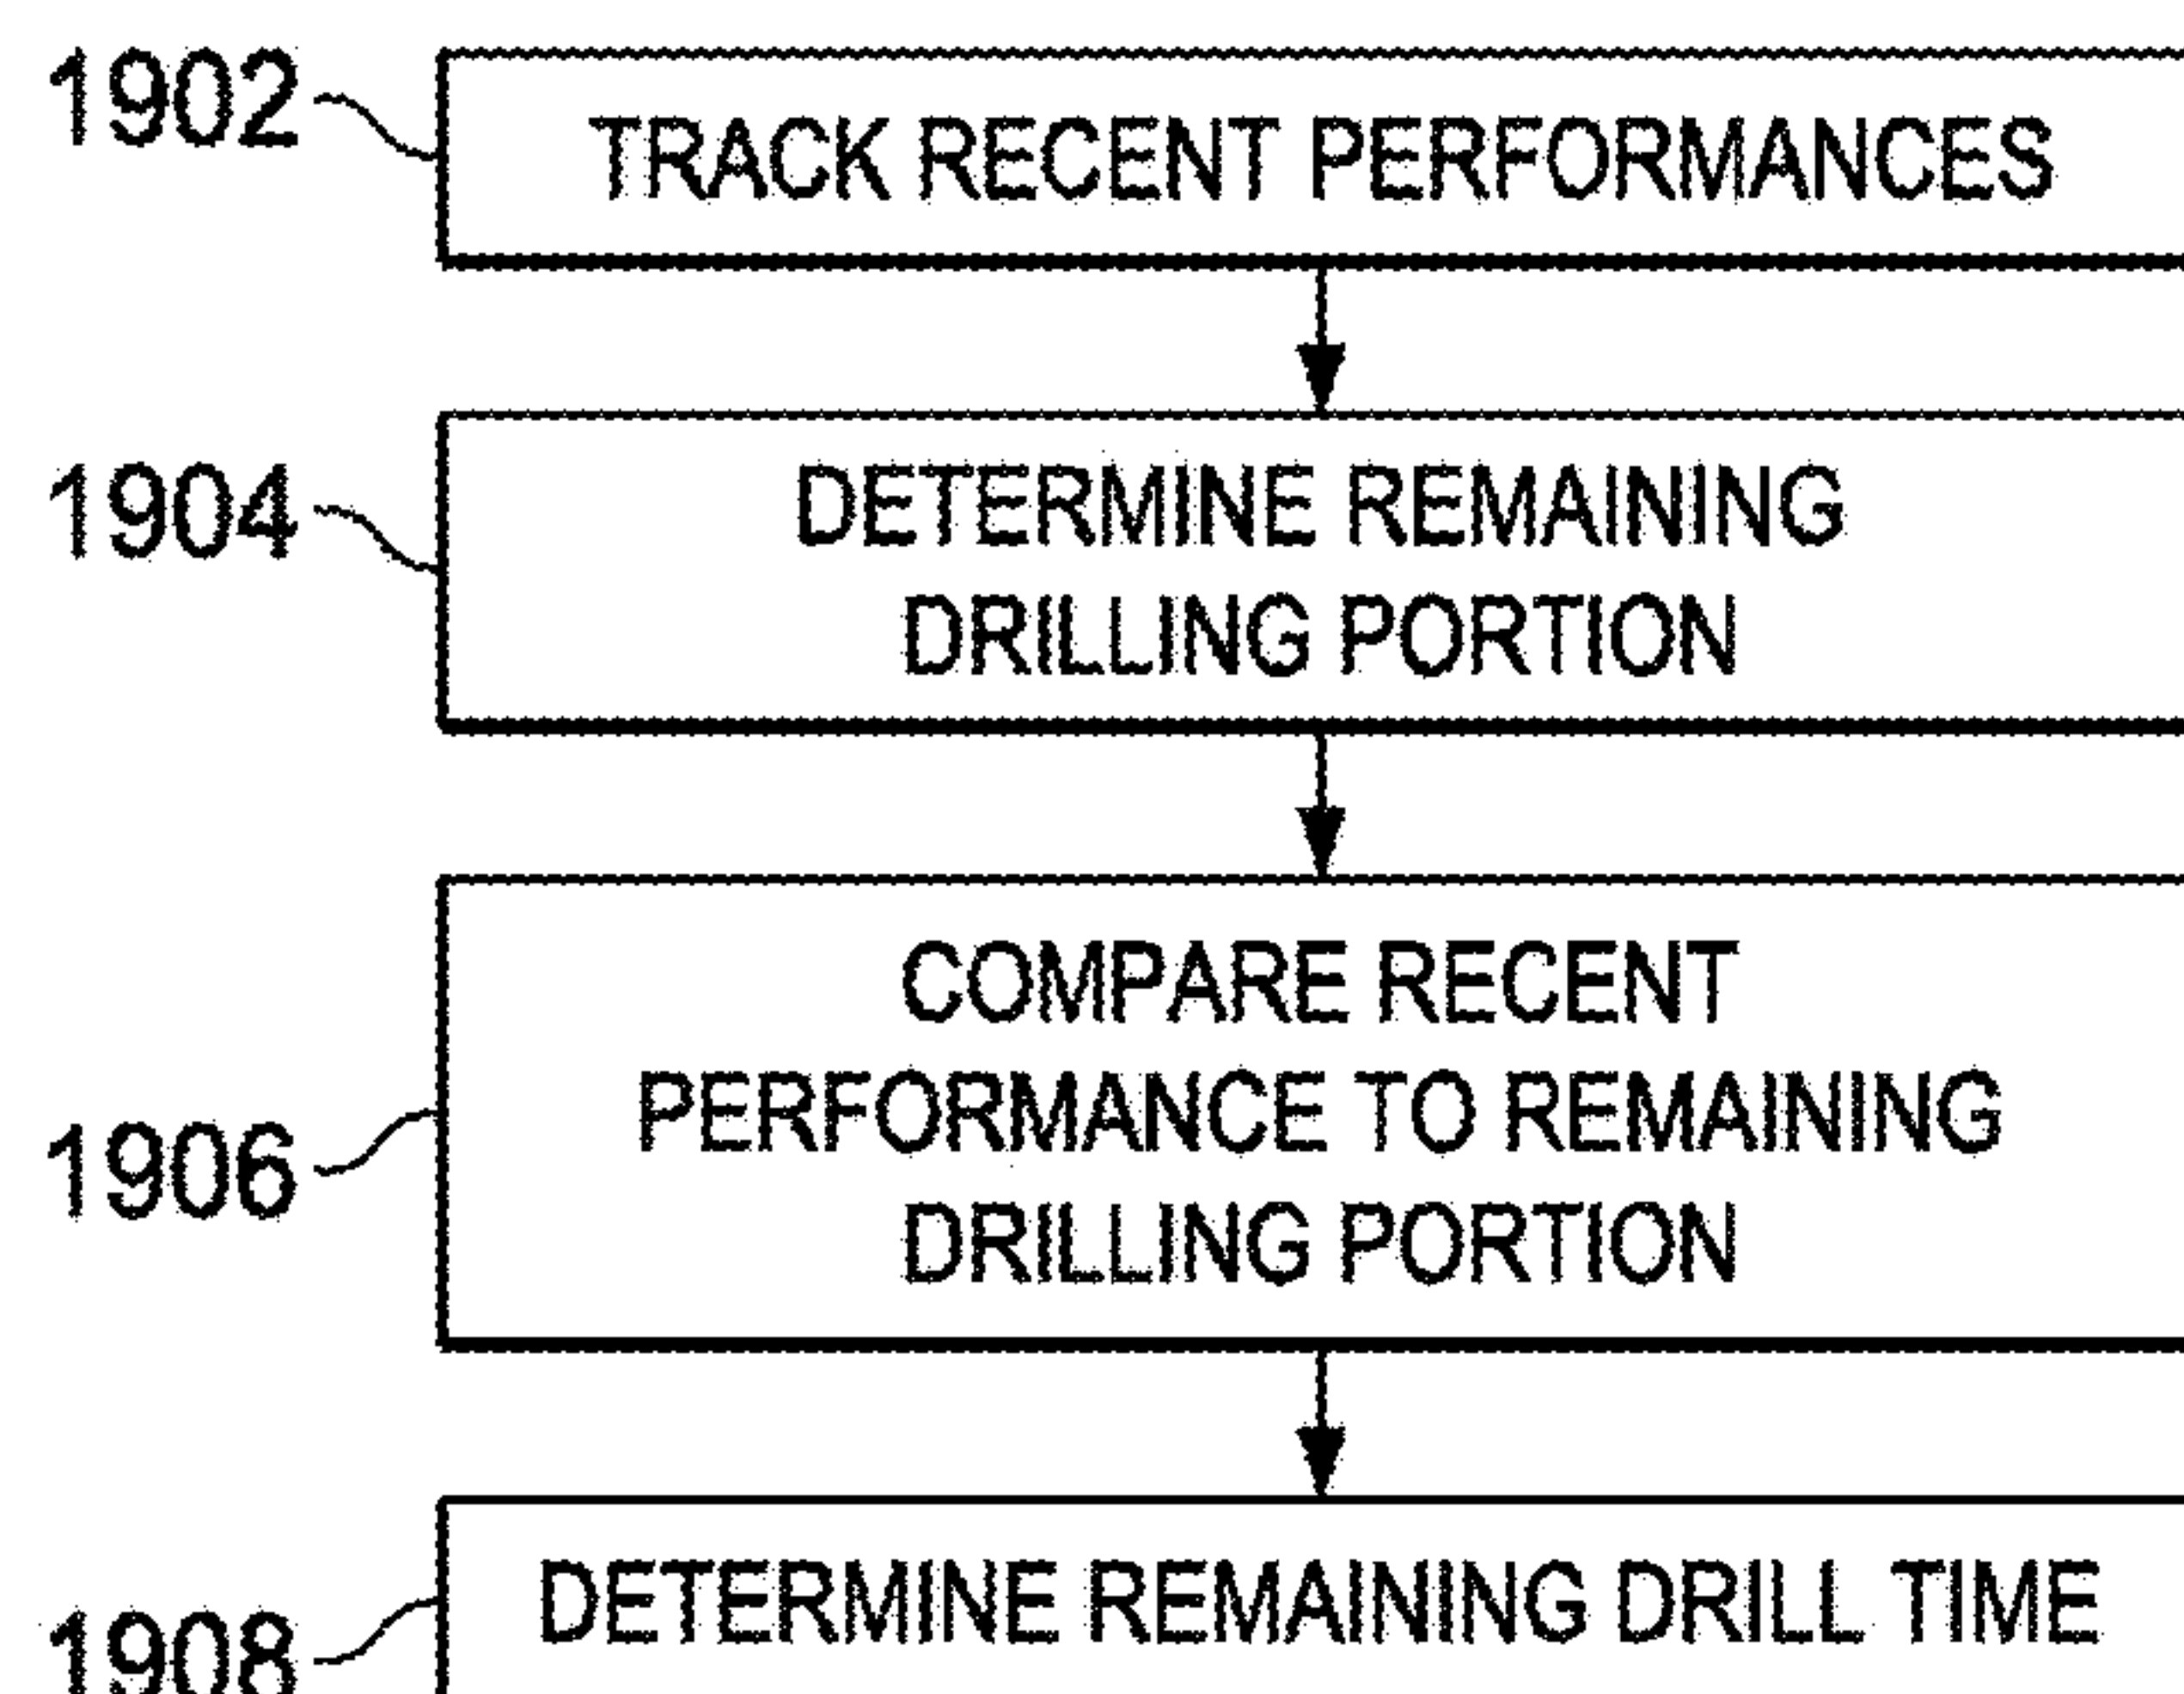 1902
TRACK RECENT PERFORMANCES
1904
DETERMINE REMAINING
DRILLING PORTION
COMPARE RECENT
1906
PERFORMANCE TO REMAINING
DRILLING PORTION
1908
DETERMINE REMAINING DRILL TIME